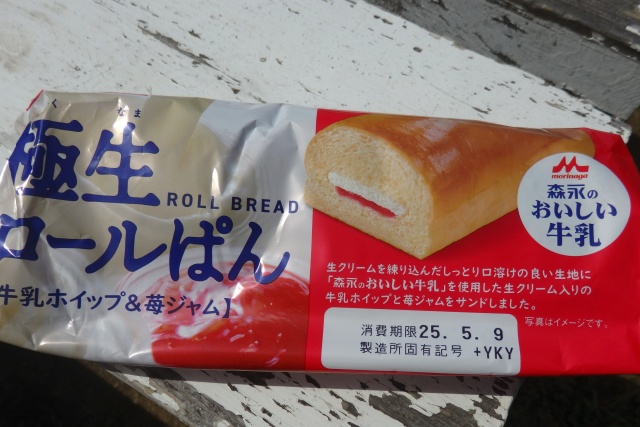 く なま
極生
ROLL BREAD
ロールぱん
牛乳ホイップ&苺ジャム】
morinaga
森永の
おいしい
牛乳
生クリームを練り込んだしっとり口溶けの良い生地に
「森永のおいしい牛乳」を使用した生クリーム入りの
牛乳ホイップと苺ジャムをサンドしました。
写真はイメージです。
消費期限25. 5. 9
製造所固有記号 +YKY